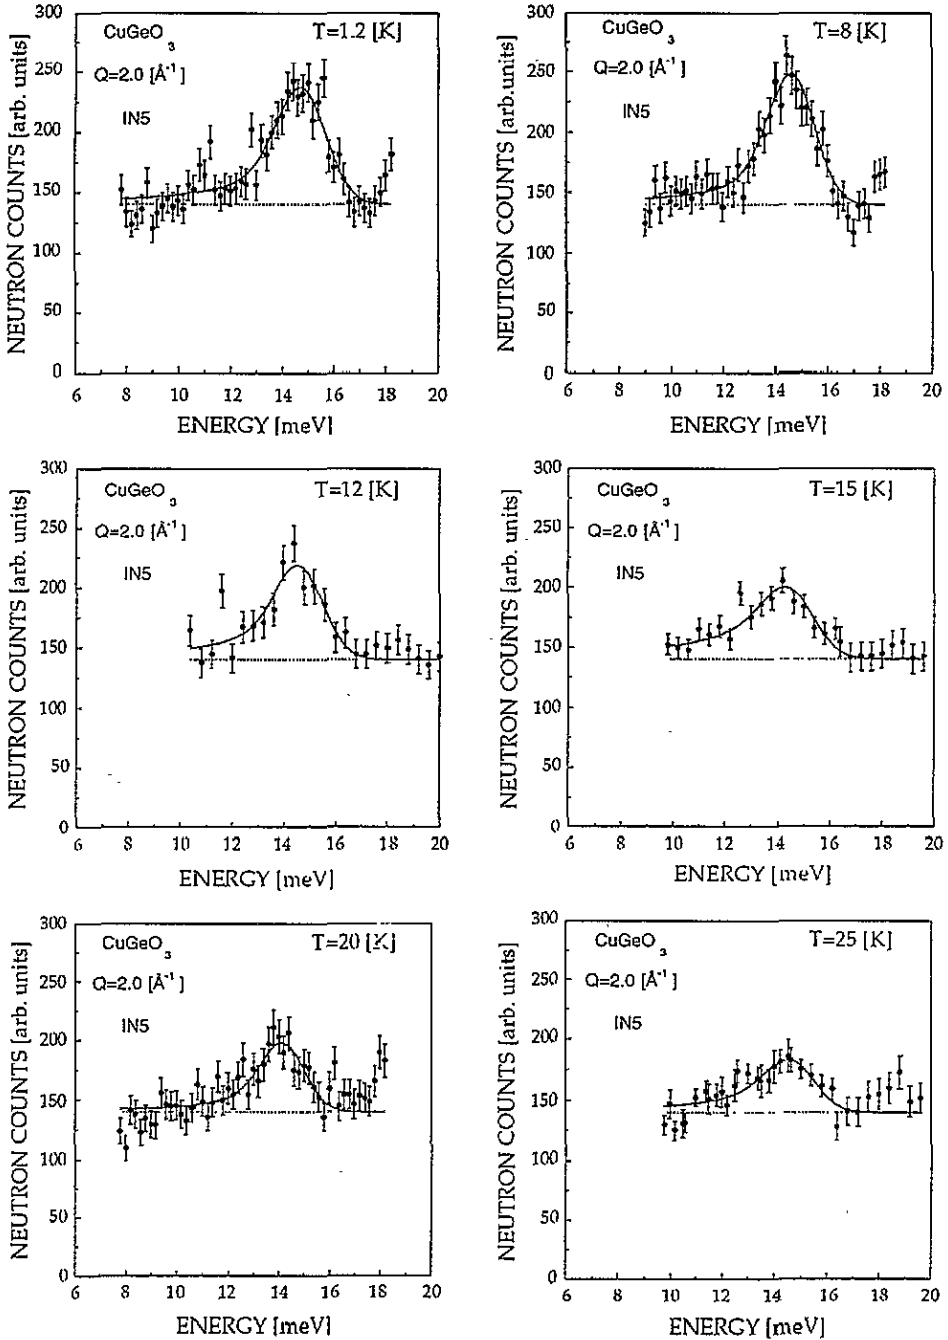 300
250
200
150
100
50
0
NEUTRON COUNTS [arb. units]
CuGeO3
T=1.2 [K]
Q=2.0 [Å-1]
IN5
6 8 10 12 14 16 18 20
ENERGY [meV]
300
250
200
150
100
50
0
NEUTRON COUNTS [arb.units]
CuGeO3
T=8 [K]
Q=2.0 [Å-1]
IN5
6 8 10 12 14 16 18 20
ENERGY [meV]
300
250
200
150
100
50
0
NEUTRON COUNTS [arb. units]
CuGeO3
T=12 [K]
Q=2.0 [Å-1]
IN5
6 8 10 12 14 16 18 20
ENERGY [meV]
300
250
200
150
100
50
0
NEUTRON COUNTS [arb. units]
CuGeO3
T=15 [K]
Q=2.0 [Å-1]
IN5
6 8 10 12 14 16 18 20
ENERGY [meV]
300
250
200
150
100
50
0
NEUTRON COUNTS [arb. units]
CuGeO3
T=20 [K]
Q=2.0 [Å-1]
IN5
6 8 10 12 14 16 18 20
ENERGY [meV]
300
250
200
150
100
50
0
NEUTRON COUNTS [arb. units]
CuGeO3
T=25 [K]
Q=2.0 [Å-1]
IN5
6 8 10 12 14 16 18 20
ENERGY [meV]